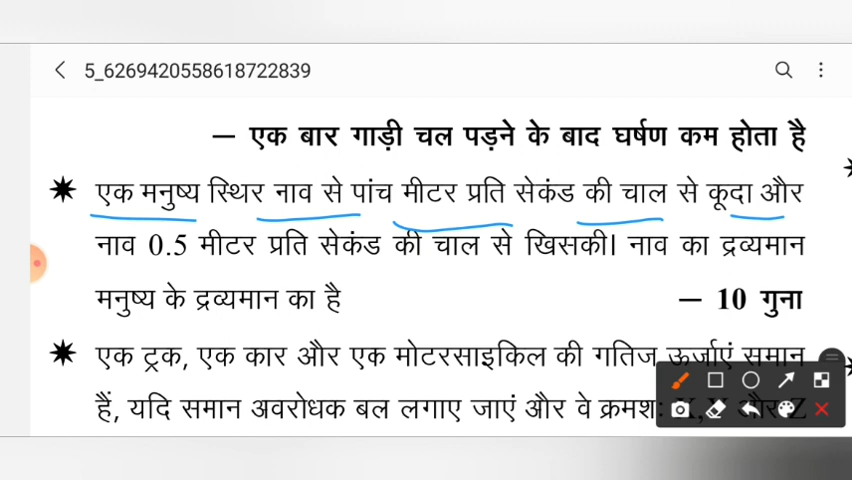 5_6269420558618722839
— एक बार गाड़ी चल पड़ने के बाद घर्षण कम होता है
एक मनुष्य स्थिर नाव से पांच मीटर प्रति सेकंड की चाल से कूदा और
नाव 0.5 मीटर प्रति सेकंड की चाल से खिसकी। नाव का द्रव्यमान
मनुष्य के द्रव्यमान का है — 10 गुना
एक ट्रक, एक कार और एक मोटरसाइकिल की गतिज ऊर्जाएं समान
हैं, यदि समान अवरोधक बल लगाए जाएं और वे क्रमशः X, Y और Z